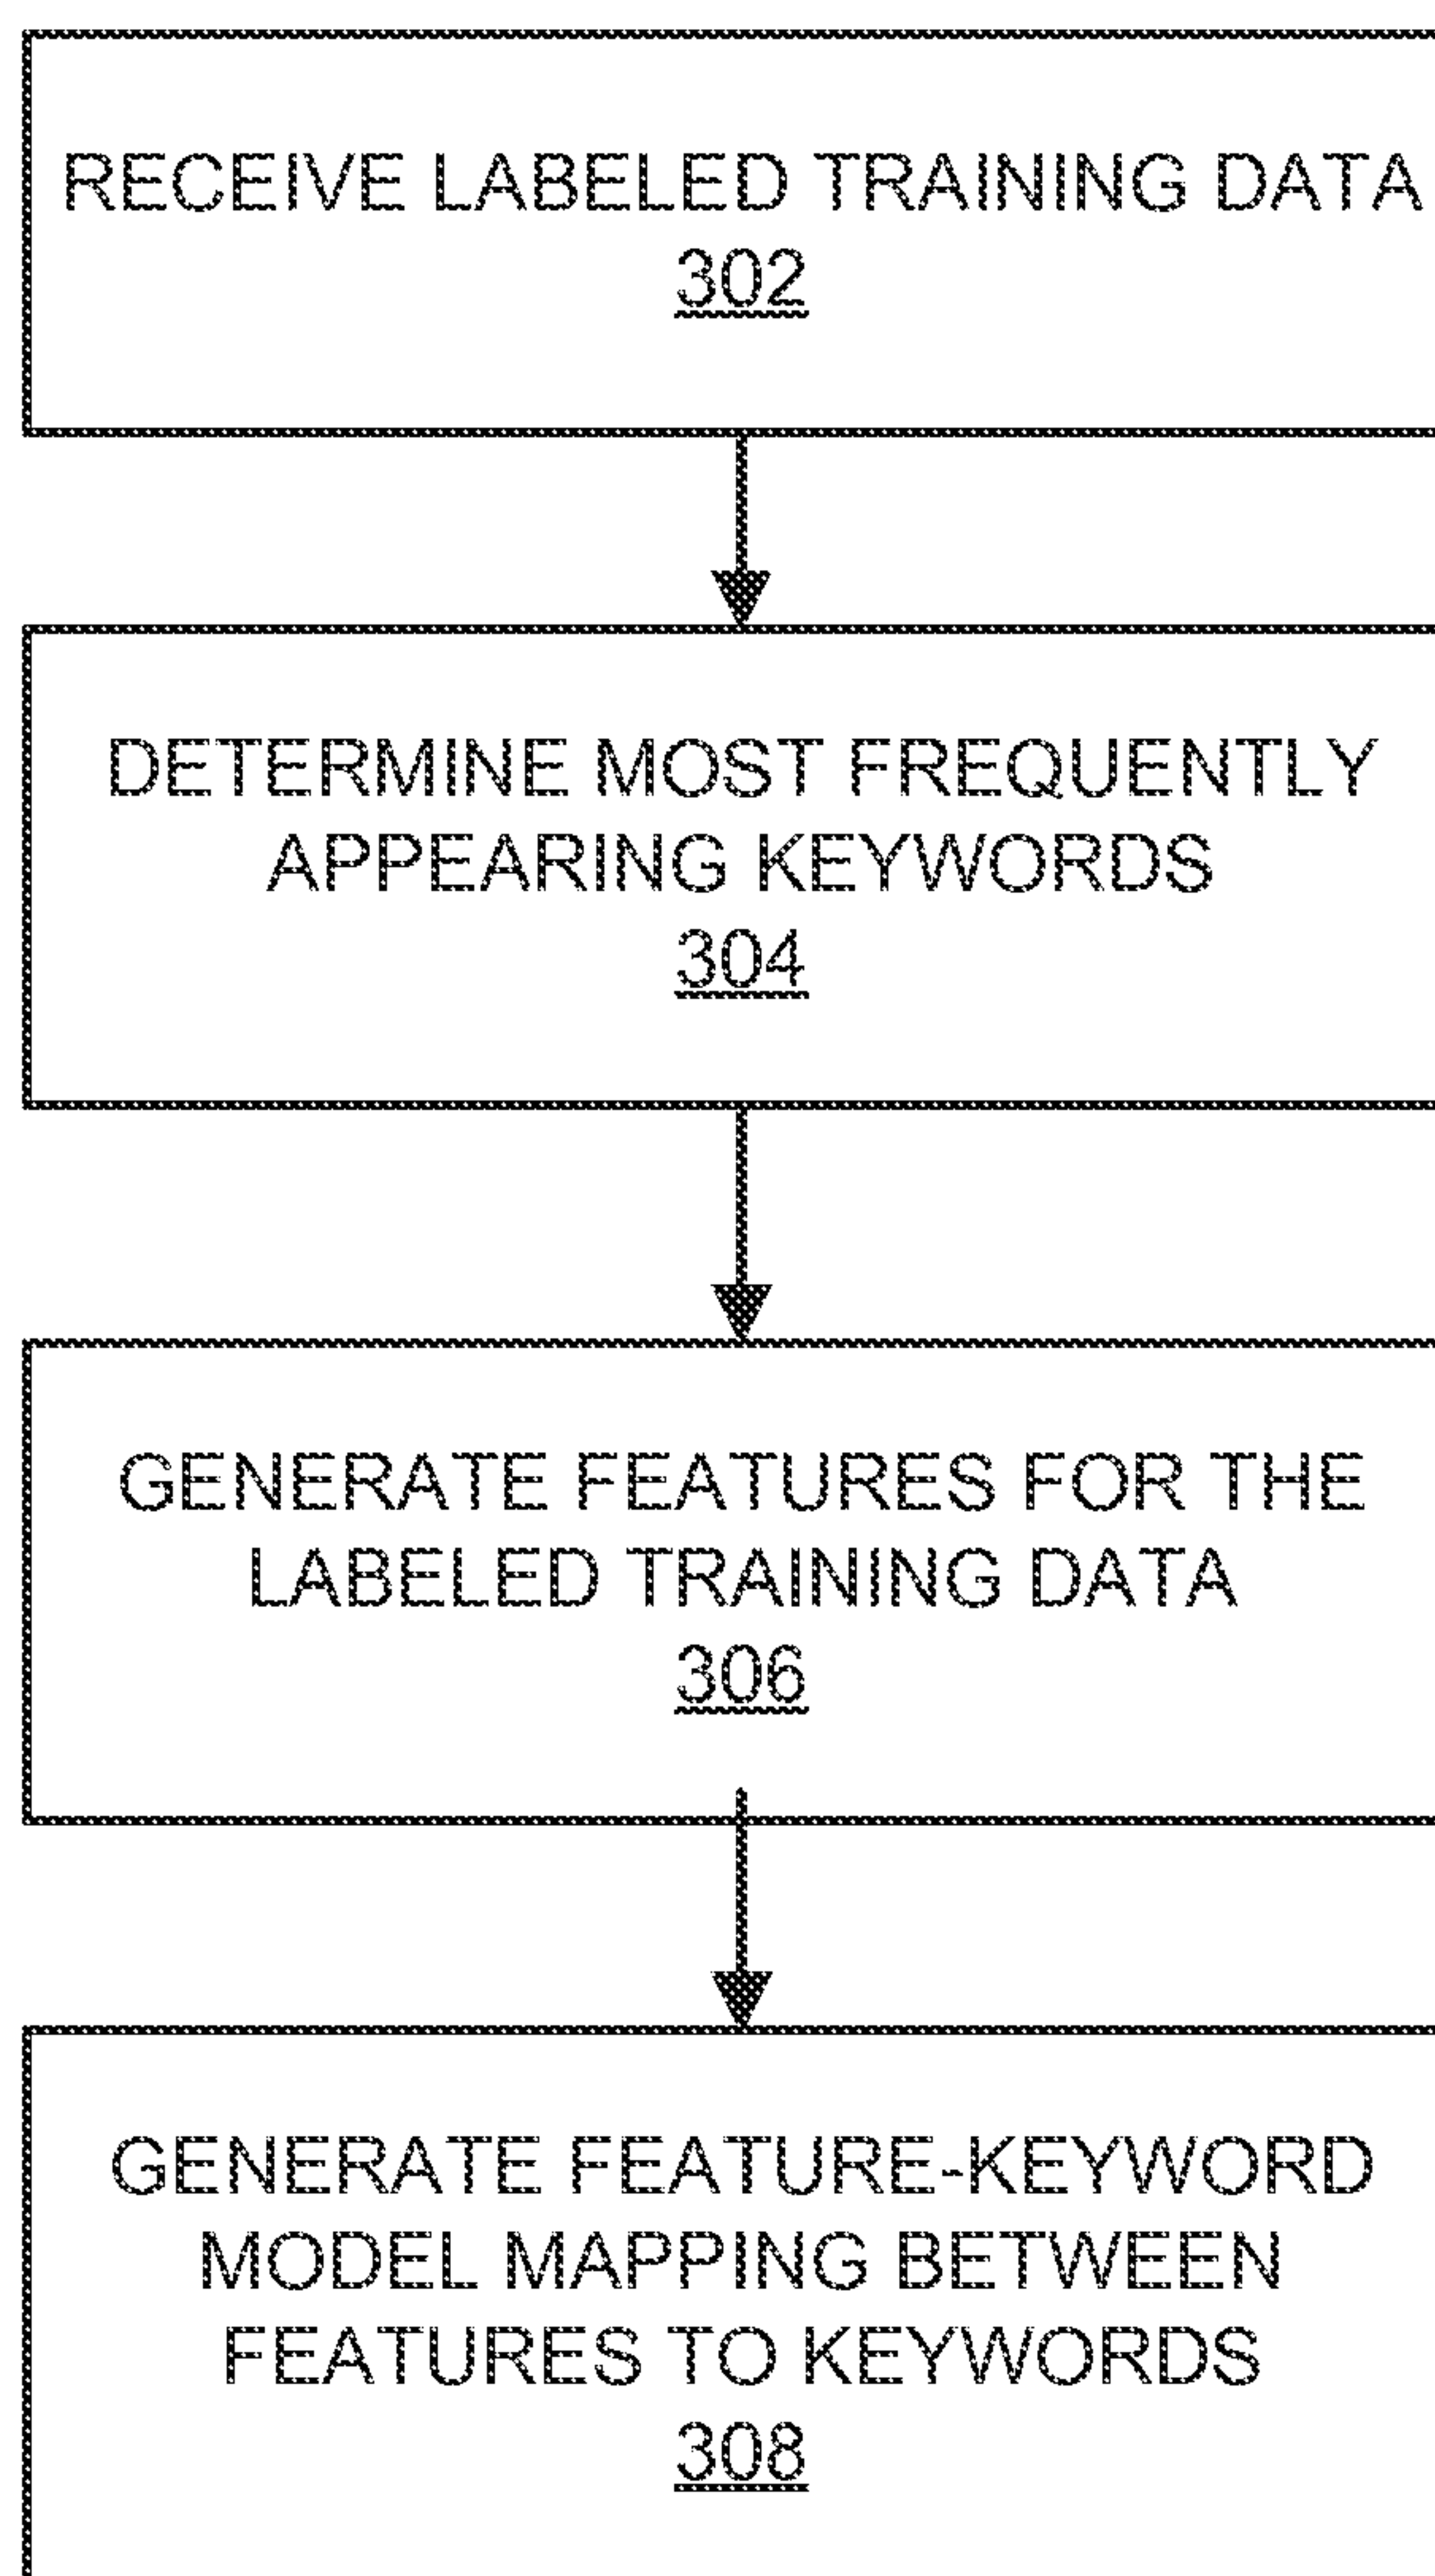 RECEIVE LABELED TRAINING DATA
302
DETERMINE MOST FREQUENTLY
APPEARING KEYWORDS
304
GENERATE FEATURES FOR THE
LABELED TRAINING DATA
306
GENERATE FEATURE-KEYWORD
MODEL MAPPING BETWEEN
FEATURES TO KEYWORDS
308